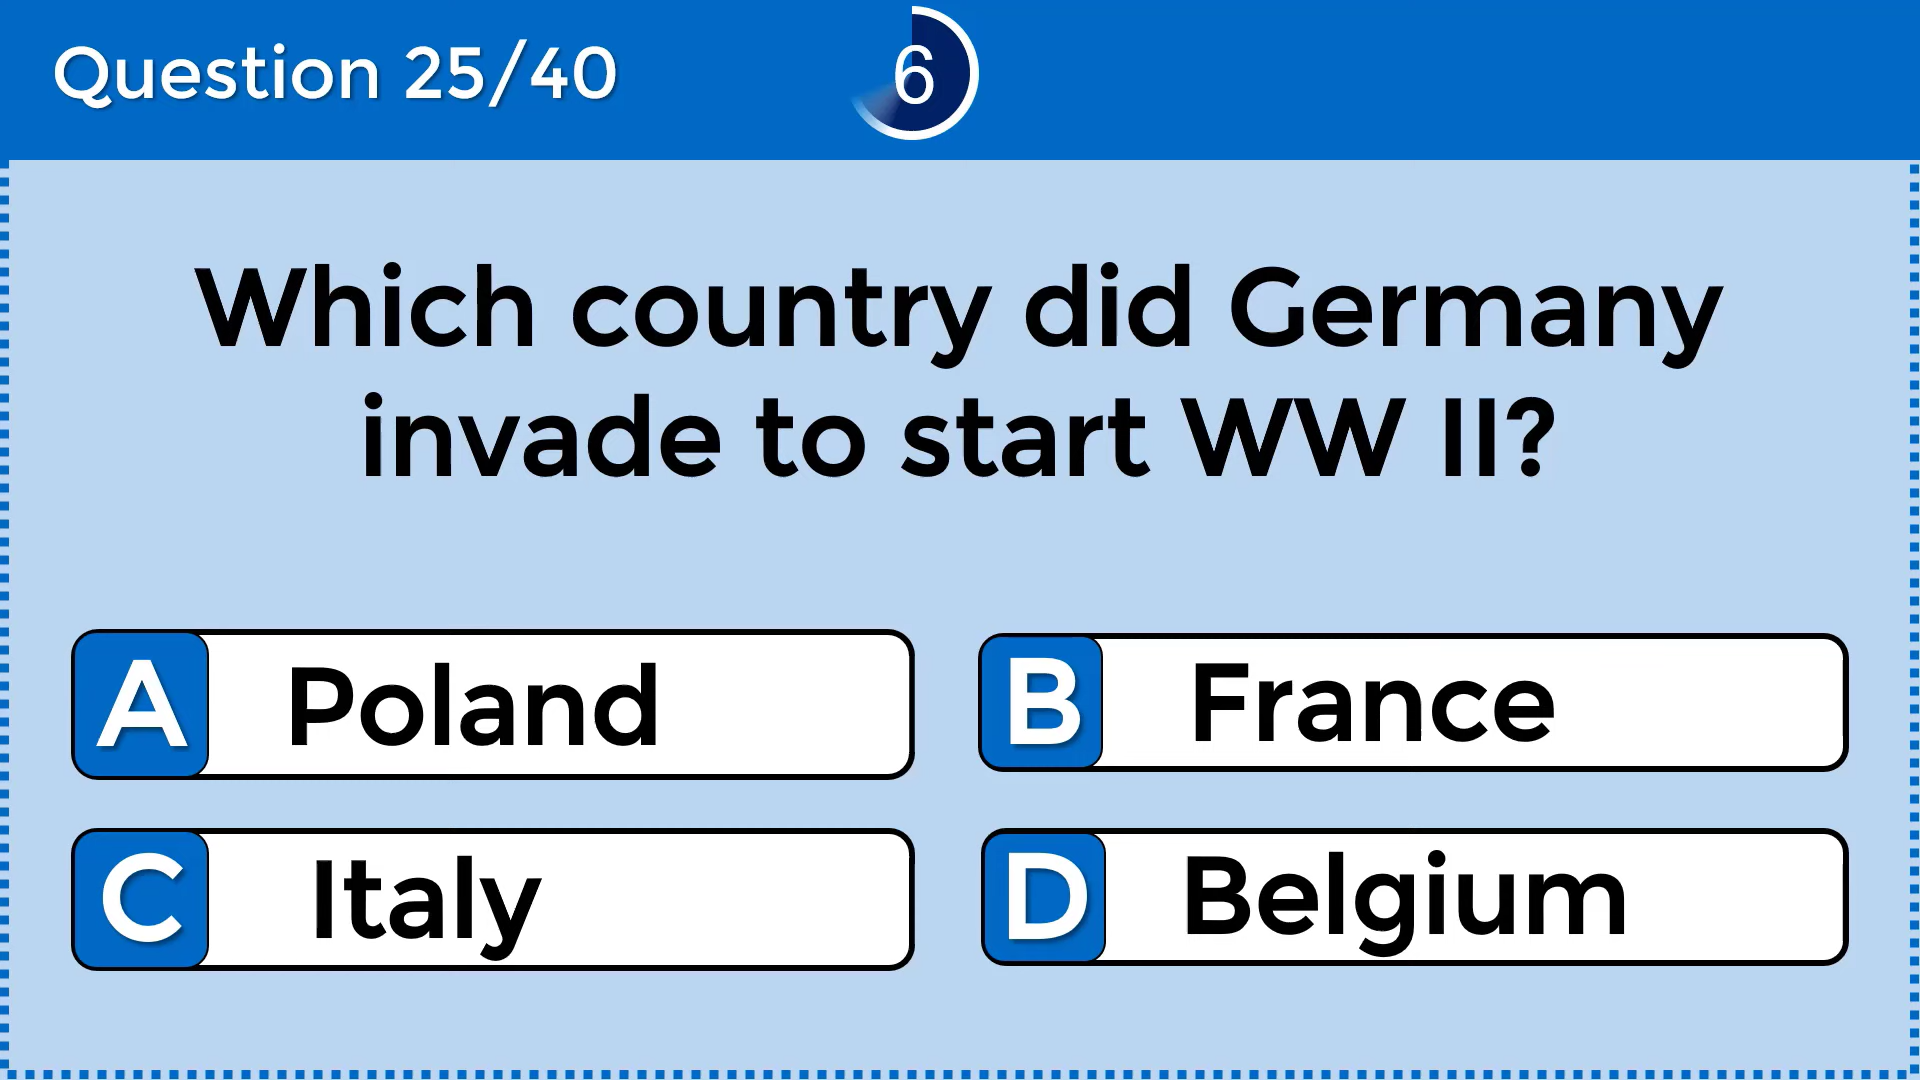 Question 25/40
6
Which country did Germany
invade to start WW II?
A Poland
B France
C Italy
D Belgium